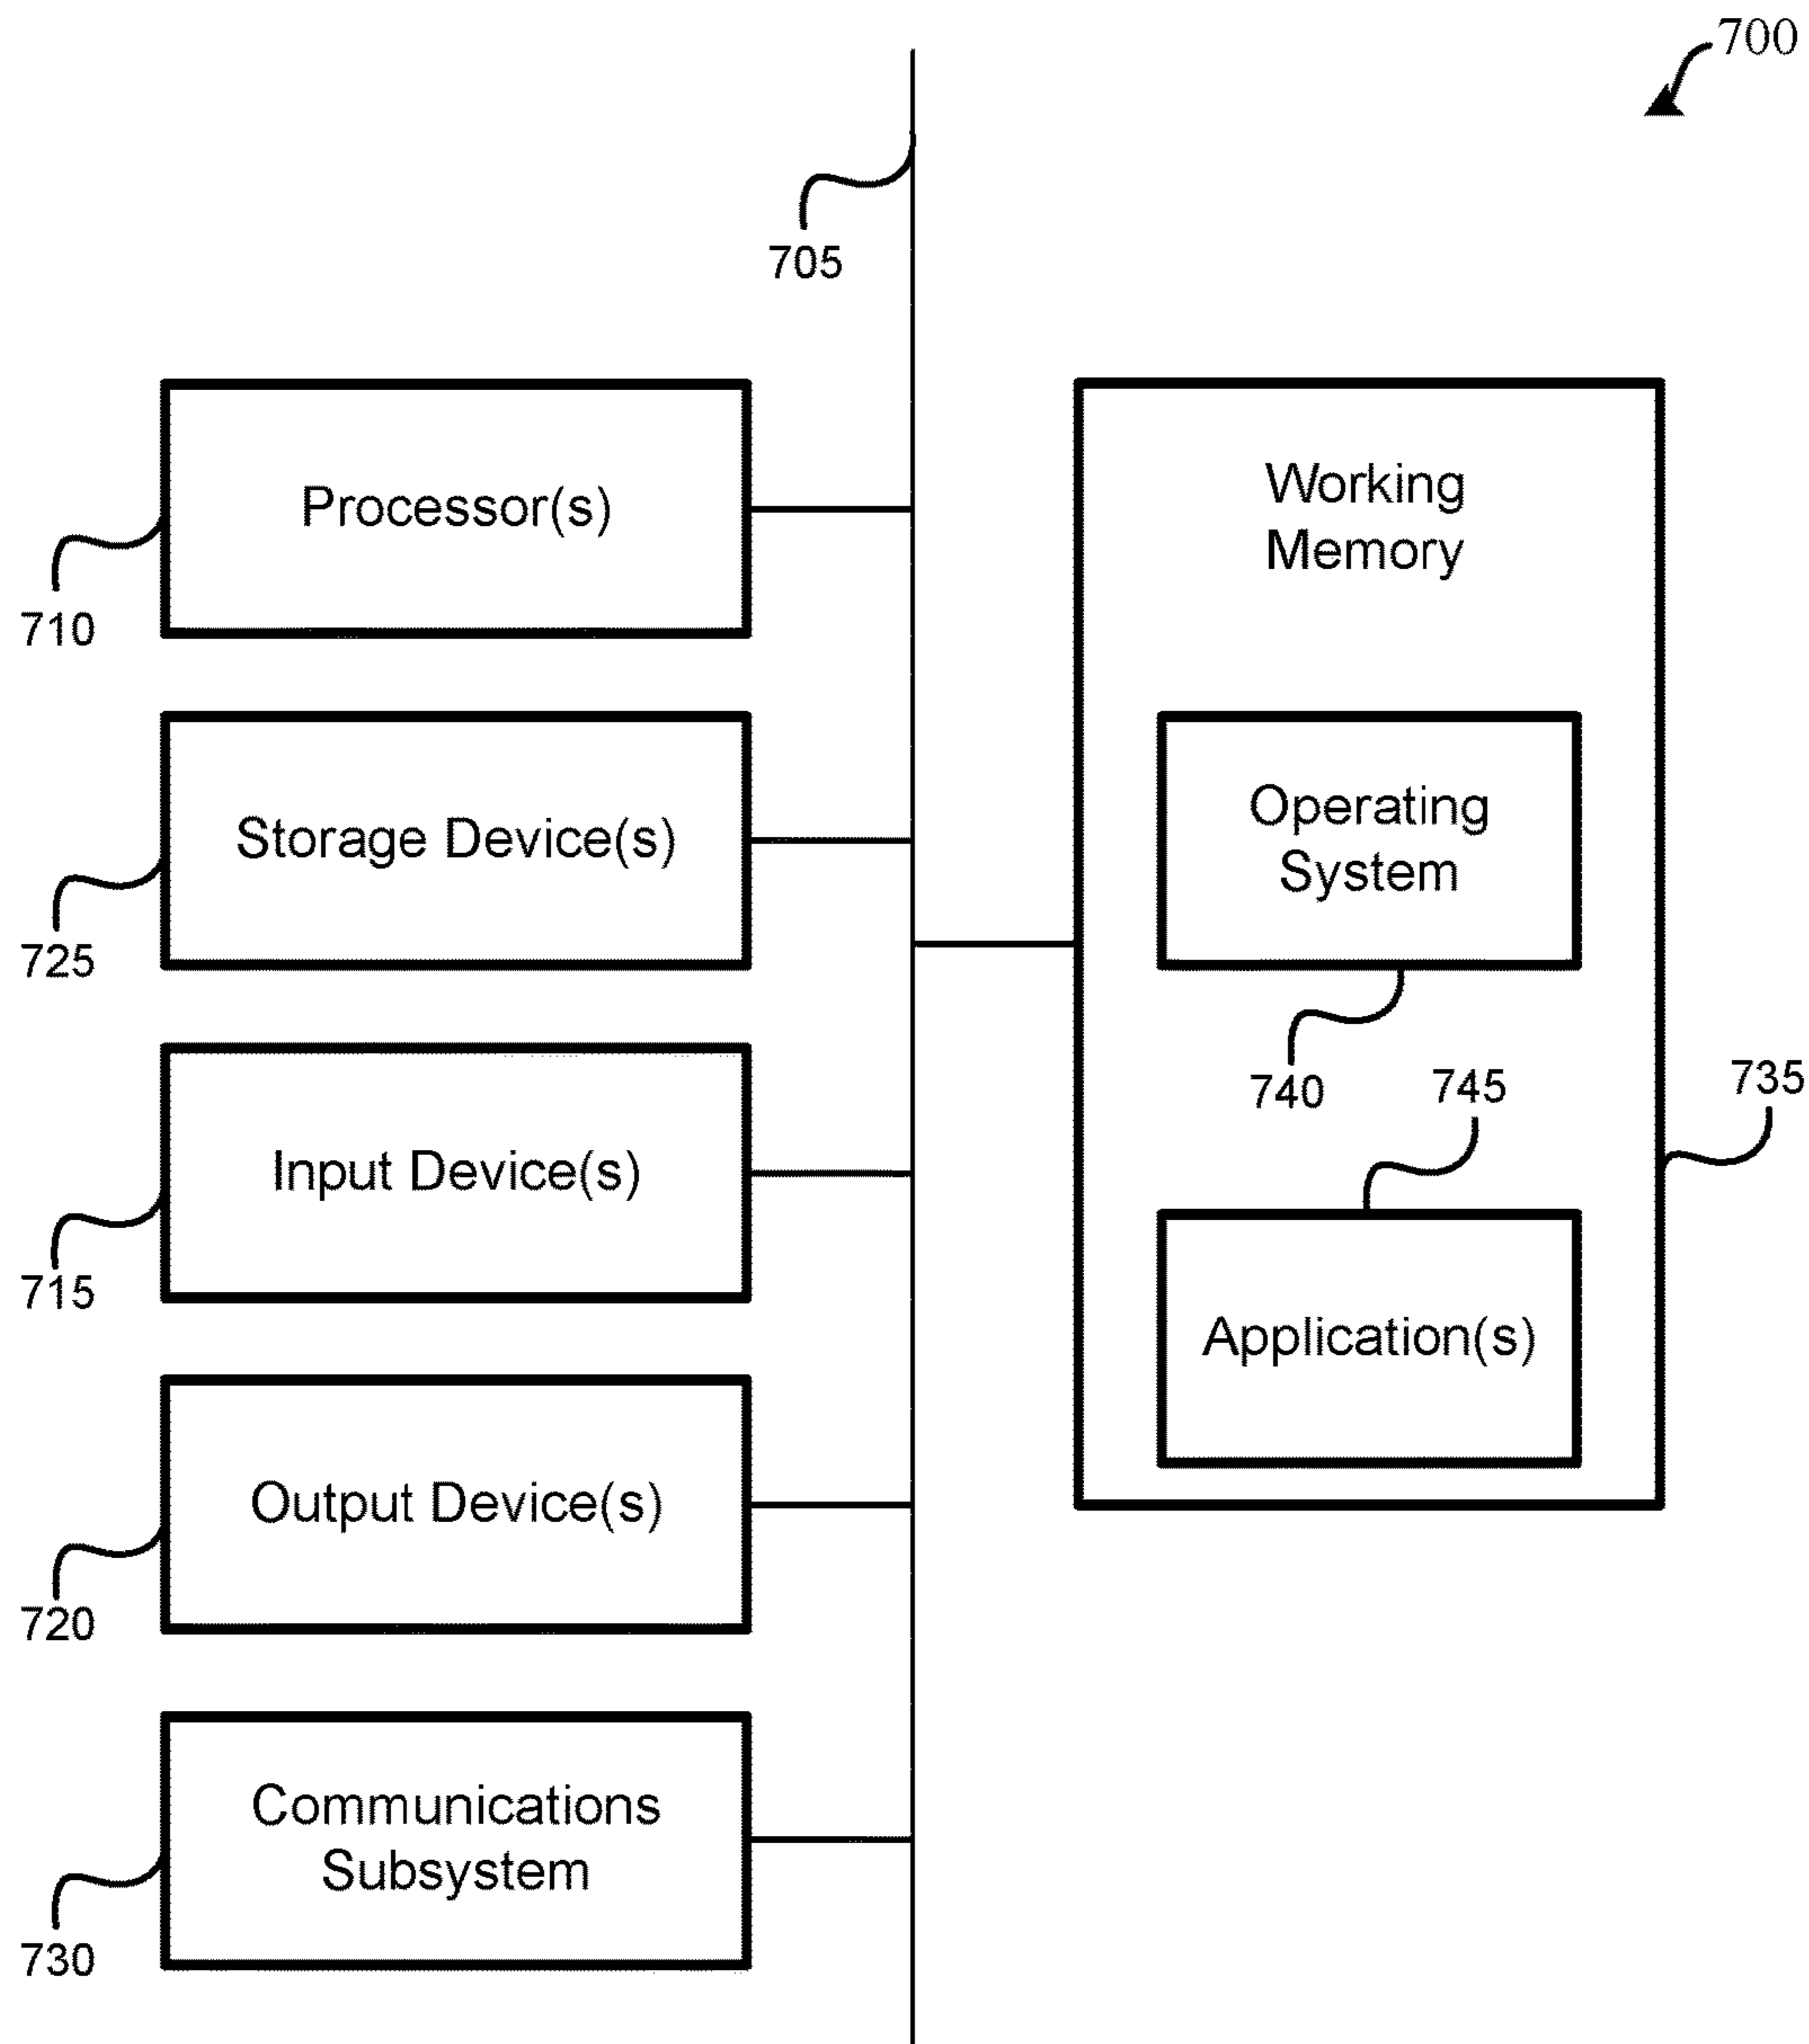 700
705
Processor(s)
710
Storage Device(s)
725
Input Device(s)
715
Output Device(s)
720
Communications
Subsystem
730
Working
Memory
Operating
System
740
745
735
Application(s)